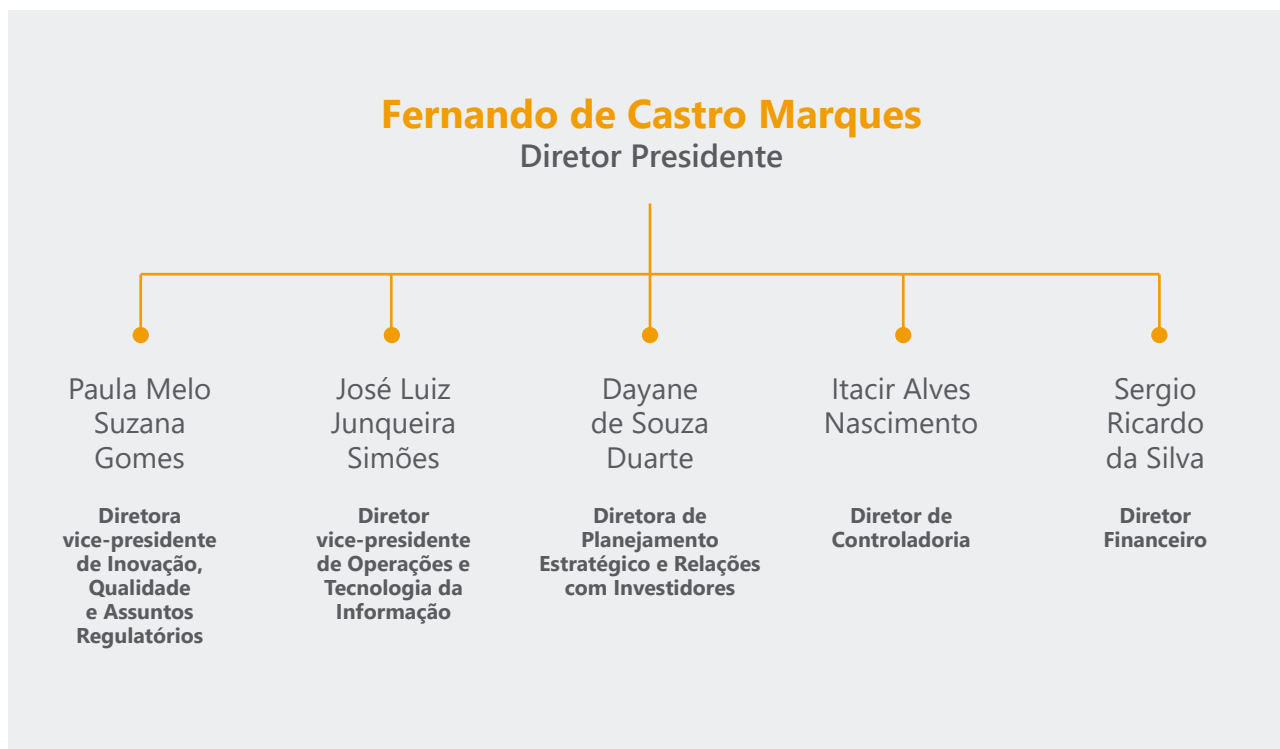 Fernando de Castro Marques
Diretor Presidente
Paula Melo
Suzana
Gomes
Diretora
vice-presidente
de Inovação,
Qualidade
e Assuntos
Regulatórios
José Luiz
Junqueira
Simões
Diretor
vice-presidente
de Operações e
Tecnologia da
Informação
Dayane
de Souza
Duarte
Diretora de
Planejamento
Estratégico e Relações
com Investidores
Itacir Alves
Nascimento
Diretor de
Controladoria
Sergio
Ricardo
da Silva
Diretor
Financeiro